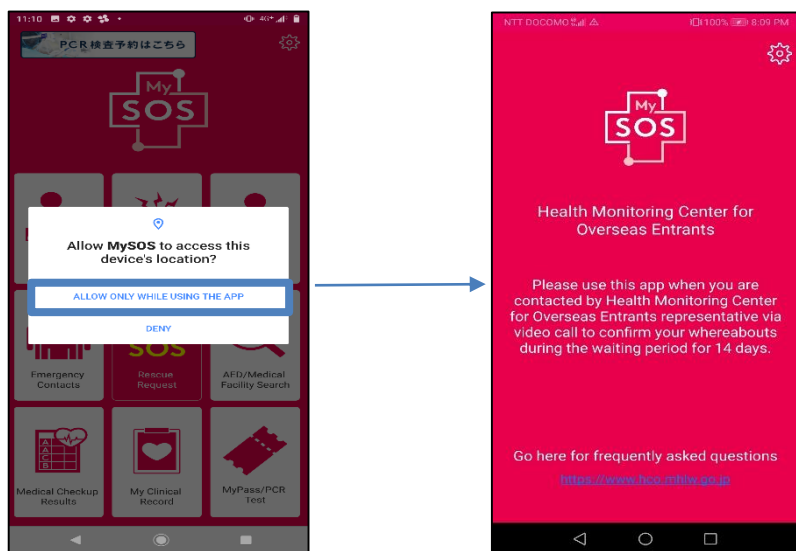 11:10
4G+
PCR検査予約はこちら
My
SOS
Allow MySOS to access this
device's location?
ALLOW ONLY WHILE USING THE APP
DENY
SOS
Emergency
Contacts
Rescue
Request
AED/Medical
Facility Search
A
A
C
B
Medical Checkup
Results
My Clinical
Record
MyPass/PCR
Test
NTT DOCOMO
100%
8:09 PM
My
SOS
Health Monitoring Center for
Overseas Entrants
Please use this app when you are
contacted by Health Monitoring Center
for Overseas Entrants representative via
video call to confirm your whereabouts
during the waiting period for 14 days.
Go here for frequently asked questions
https://www.hco.mhlw.go.jp